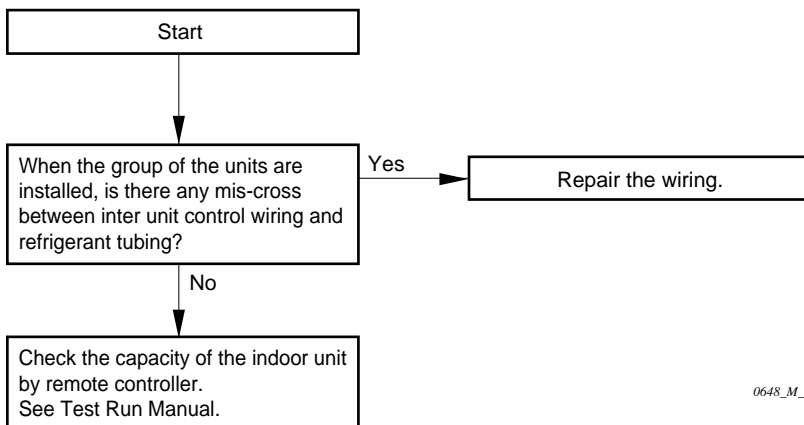 Start
When the group of the units are
installed, is there any mis-cross
between inter unit control wiring and
refrigerant tubing?
Yes
Repair the wiring.
No
Check the capacity of the indoor unit
by remote controller.
See Test Run Manual.
0648_M_